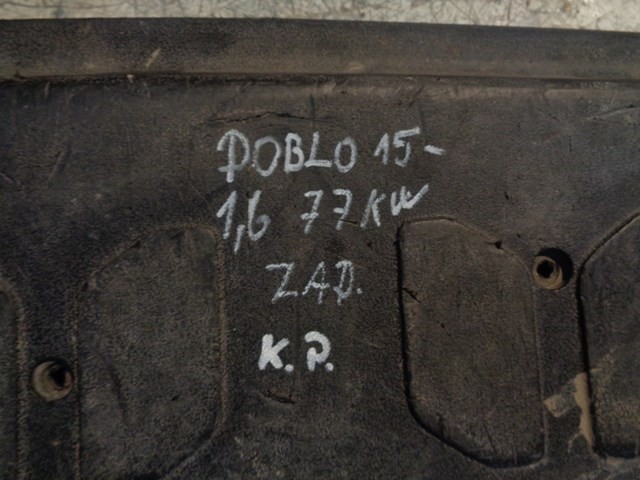 DOBLO 15-
1,6 77KW
ZAD.
K.P.